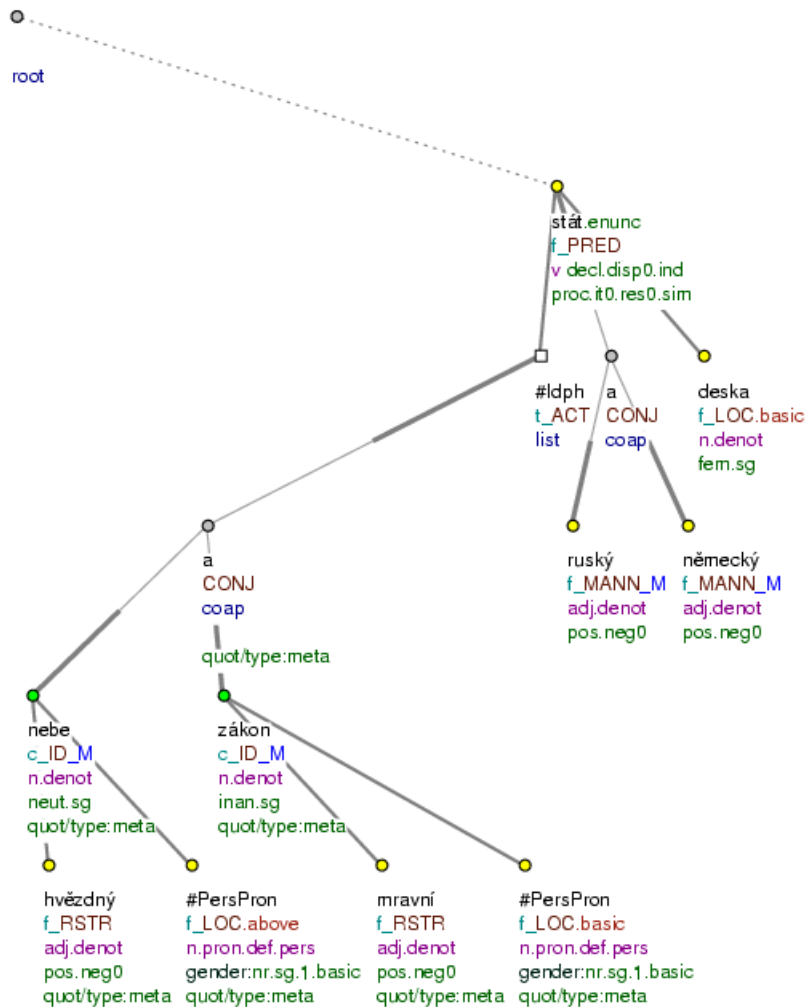 root
stát.enunc
f_PRED
v decl.disp0.ind
proc.it0.res0.sim
#Idph
t_ACT
list
a
CONJ
coap
deska
f_LOC.basic
n.denot
fem.sg
ruský
f_MANN_M
adj.denot
pos.neg0
německý
f_MANN_M
adj.denot
pos.neg0
a
CONJ
coap
quot/type:meta
nebe
c_ID_M
n.denot
neut.sg
quot/type:meta
zákon
c_ID_M
n.denot
inan.sg
quot/type:meta
hvězdný
f_RSTR
adj.denot
pos.neg0
quot/type:meta
#PersPron
f_LOC.above
n.pron.def.pers
gender:nr.sg.1.basic
quot/type:meta
mravní
f_RSTR
adj.denot
pos.neg0
quot/type:meta
#PersPron
f_LOC.basic
n.pron.def.pers
gender:nr.sg.1.basic
quot/type:meta